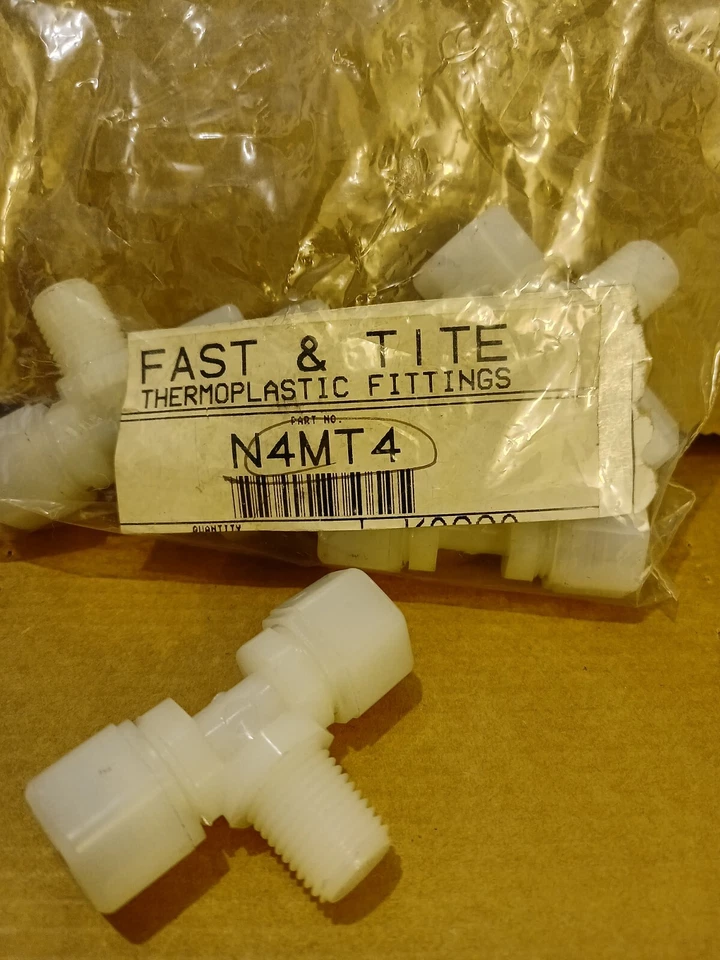 FAST & TITE
THERMOPLASTIC FITTINGS
PART NO.
N4MT4
QUANTITY